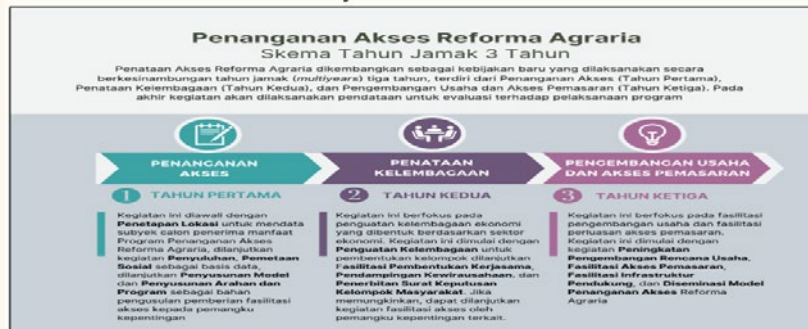 Penanganan Akses Reforma Agraria
Skema Tahun Jamak 3 Tahun
Penataan Akses Reforma Agraria dikembangkan sebagai kebijakan baru yang dilaksanakan secara
berkesinambungan tahun jamak (multiyears) tiga tahun, terdiri dari Penanganan Akses (Tahun Pertama),
Penataan Kelembagaan (Tahun Kedua), dan Pengembangan Usaha dan Akses Pemasaran (Tahun Ketiga). Pada
akhir kegiatan akan dilaksanakan pendataan untuk evaluasi terhadap pelaksanaan program
PENANGANAN
AKSES
1 TAHUN PERTAMA
Kegiatan ini diawali dengan
Penetapan Lokasi untuk mendata
subyek calon penerima manfaat
Program Penanganan Akses
Reforma Agraria, dilanjutkan
kegiatan Penyuluhan, Pemetaan
Sosial sebagai basis data,
dilanjutkan Penyusunan Model
dan Penyusunan Arahan dan
Program sebagai bahan
pengusulan pemberian fasilitasi
akses kepada pemangku
kepentingan
PENATAAN
KELEMBAGAAN
2 TAHUN KEDUA
Kegiatan ini berfokus pada
penguatan kelembagaan ekonomi
yang dibentuk berdasarkan sektor
ekonomi. Kegiatan ini dimulai dengan
Penguatan Kelembagaan untuk
pembentukan kelompok dilanjutkan
Fasilitasi Pembentukan Kerjasama,
Pendampingan Kewirausahaan, dan
Penerbitan Surat Keputusan
Kelompok Masyarakat. Jika
memungkinkan, dapat dilanjutkan
kegiatan fasilitasi akses oleh
pemangku kepentingan terkait.
PENGEMBANGAN USAHA
DAN AKSES PEMASARAN
3 TAHUN KETIGA
Kegiatan ini berfokus pada fasilitasi
pengembangan usaha dan fasilitasi
perluasan akses pemasaran.
Kegiatan ini dimulai dengan
kegiatan Peningkatan
Pengembangan Rencana Usaha,
Fasilitasi Akses Pemasaran,
Fasilitasi Infrastruktur
Pendukung, dan Diseminasi Model
Penanganan Akses Reforma
Agraria